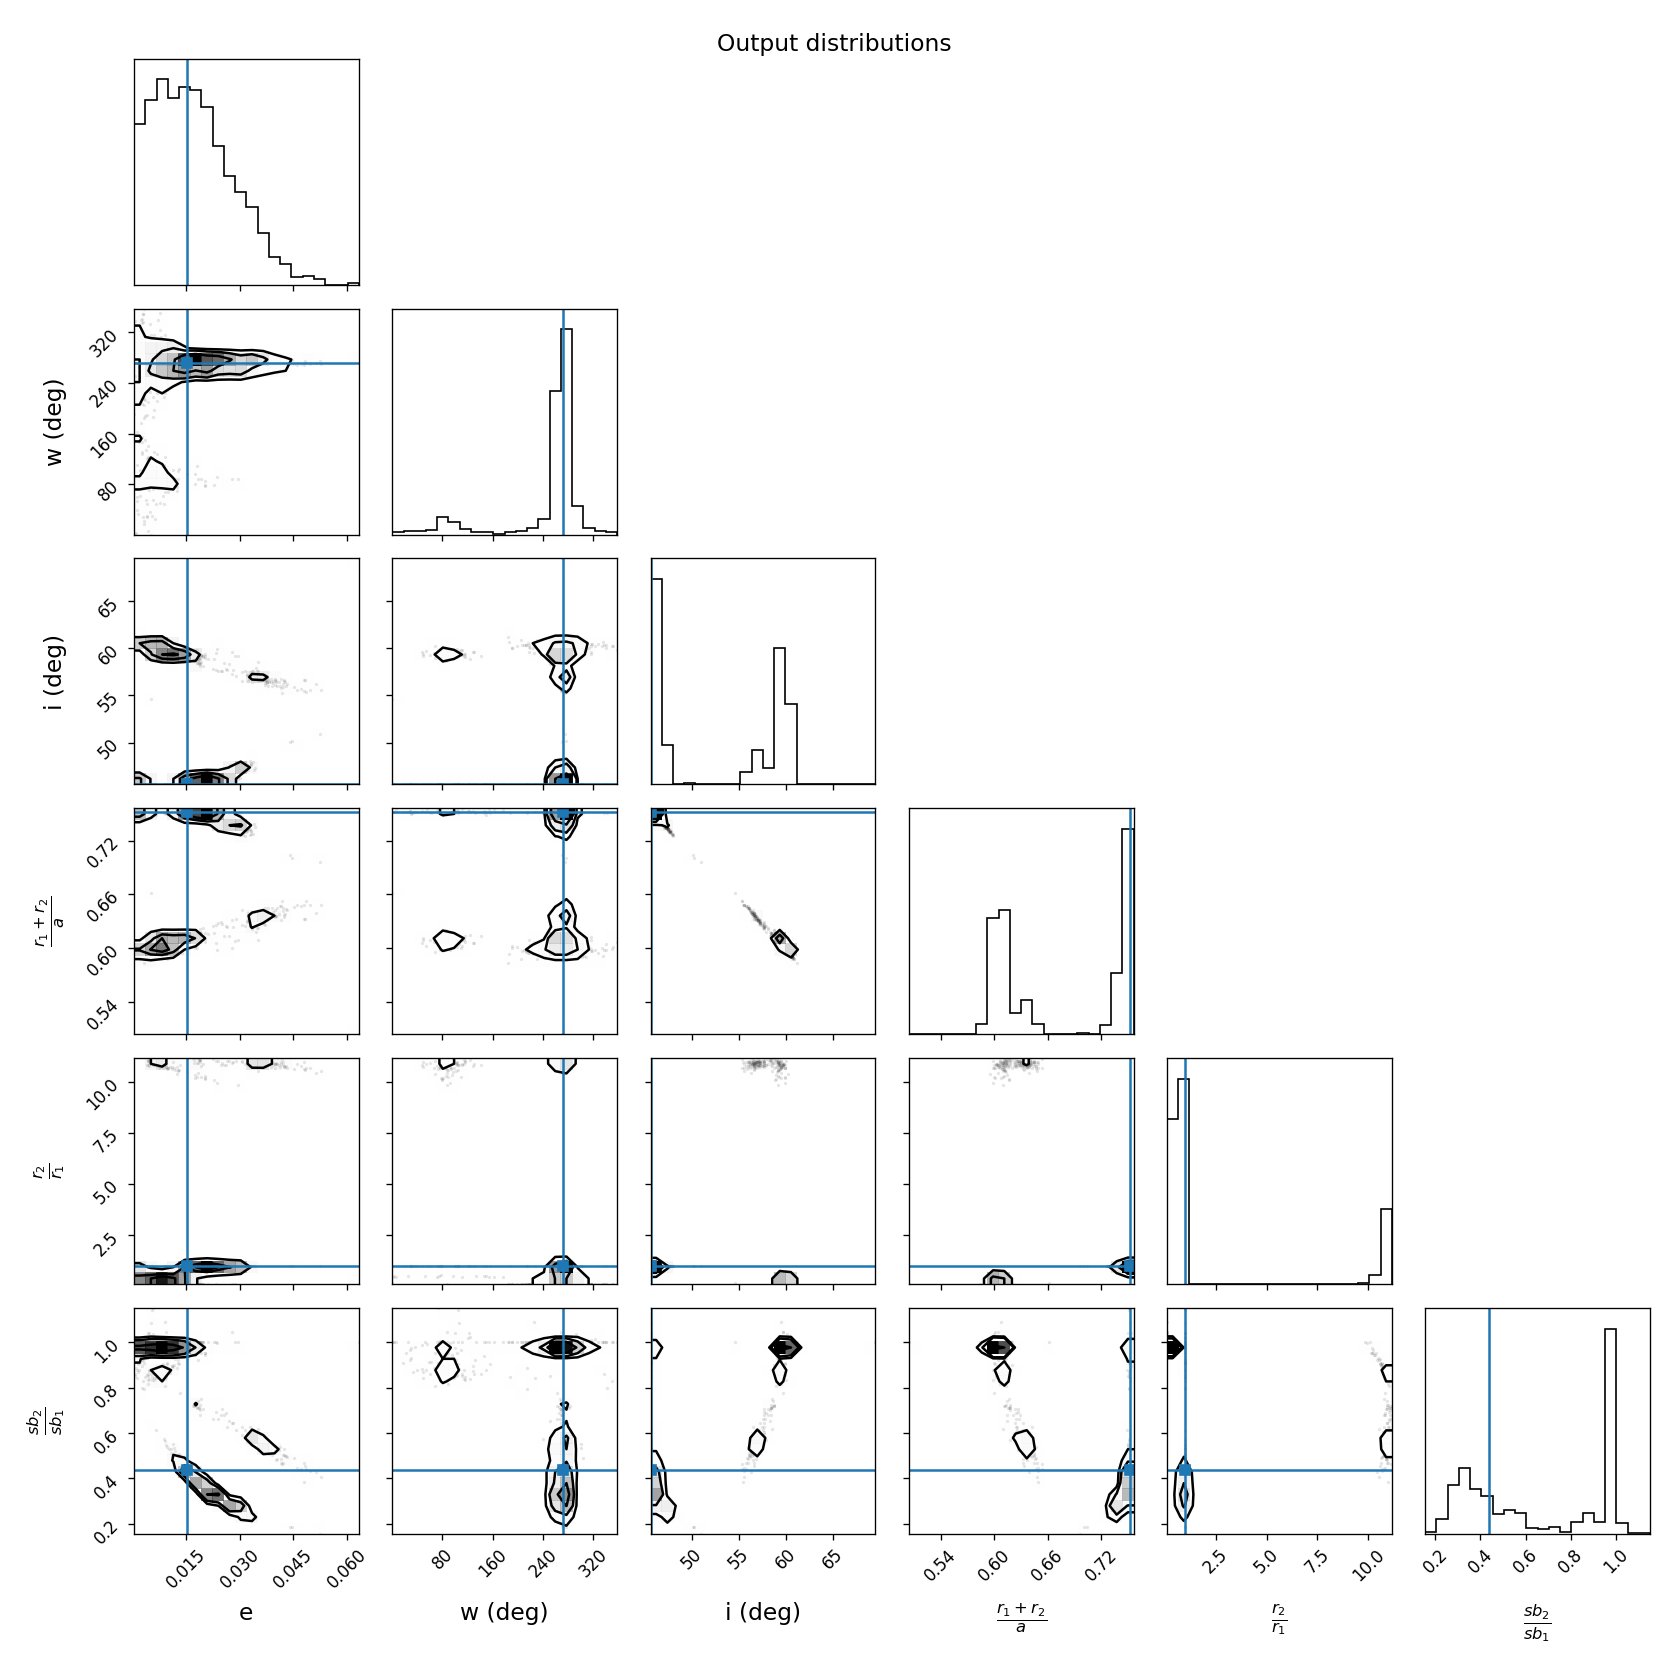 Output distributions
w (deg)
320
240
160
80
i (deg)
65
60
55
50
r₁ + r₂
a
0.72
0.66
0.60
0.54
r₂
r₁
10.0
7.5
5.0
2.5
sb₂
sb₁
1.0
0.8
0.6
0.4
0.2
0.015 0.030 0.045 0.060 80 160 240 320 50 55 60 65 0.54 0.60 0.66 0.72 2.5 5.0 7.5 10.0 0.2 0.4 0.6 0.8 1.0
e w (deg) i (deg) r₁ + r₂ r₂ sb₂
a r₁ sb₁